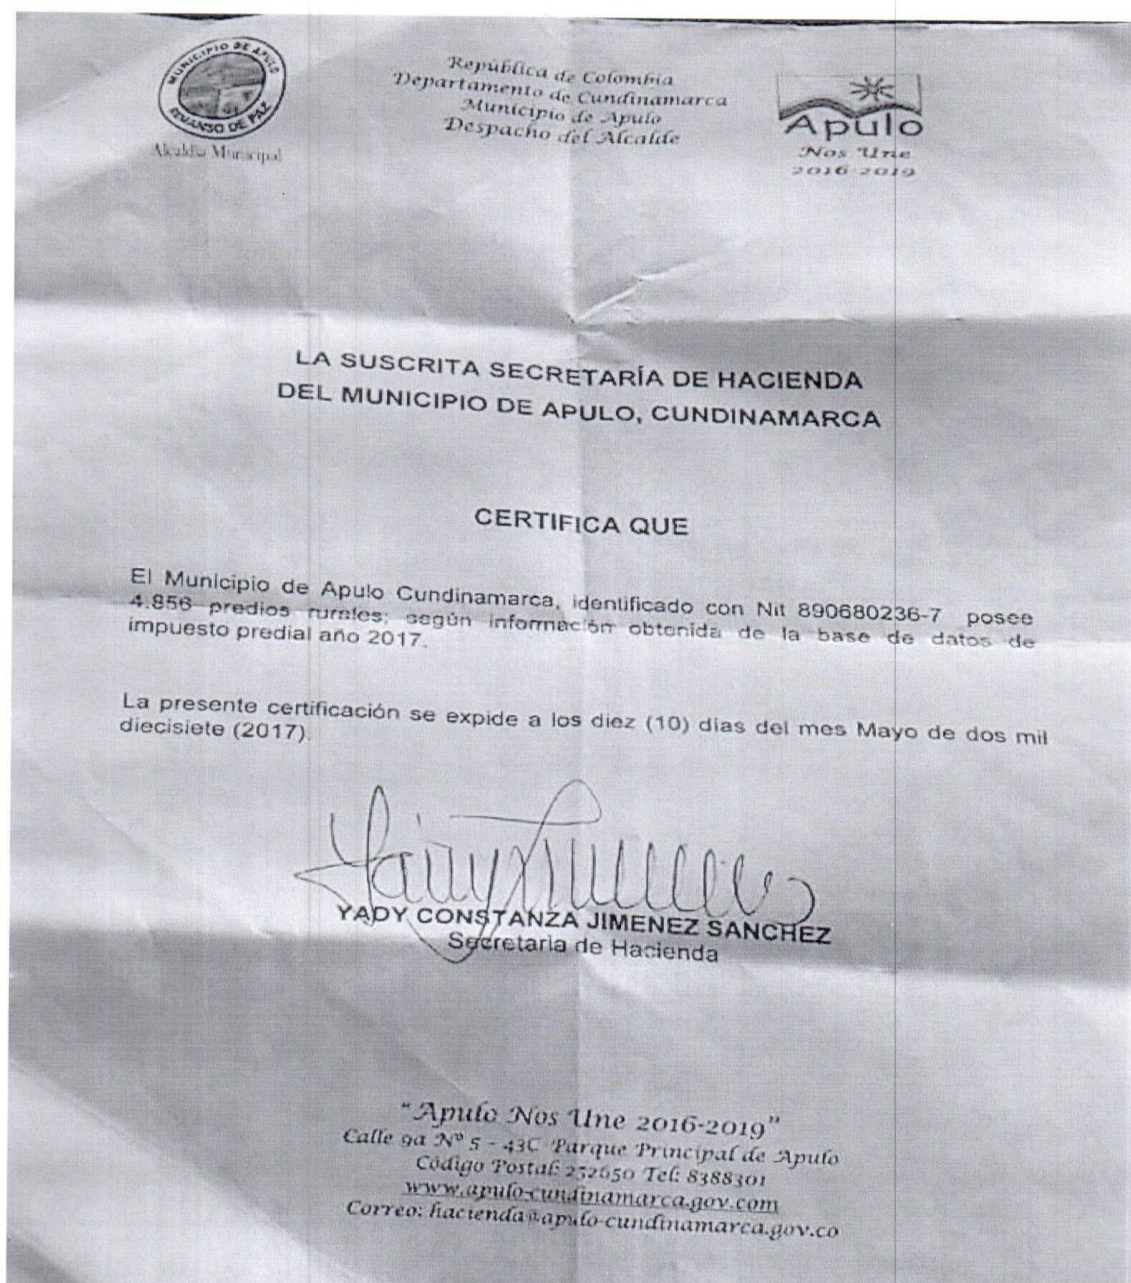 MUNICIPIO DE APULO
REMANSO DE PAZ
Alcaldía Municipal
República de Colombia
Departamento de Cundinamarca
Municipio de Apulo
Despacho del Alcalde
Apulo
Nos Une
2016-2019
LA SUSCRITA SECRETARÍA DE HACIENDA
DEL MUNICIPIO DE APULO, CUNDINAMARCA
CERTIFICA QUE
El Municipio de Apulo Cundinamarca, identificado con Nit 890680236-7 posee
4.856 predios rurales; según información obtenida de la base de datos de
impuesto predial año 2017.
La presente certificación se expide a los diez (10) días del mes Mayo de dos mil
diecisiete (2017).
YADY CONSTANZA JIMENEZ SANCHEZ
Secretaria de Hacienda
"Apulo Nos Une 2016-2019"
Calle 9a Nº 5 - 43C Parque Principal de Apulo
Código Postal: 252650 Tel: 8388301
www.apulo-cundinamarca.gov.com
Correo: hacienda@apulo-cundinamarca.gov.co